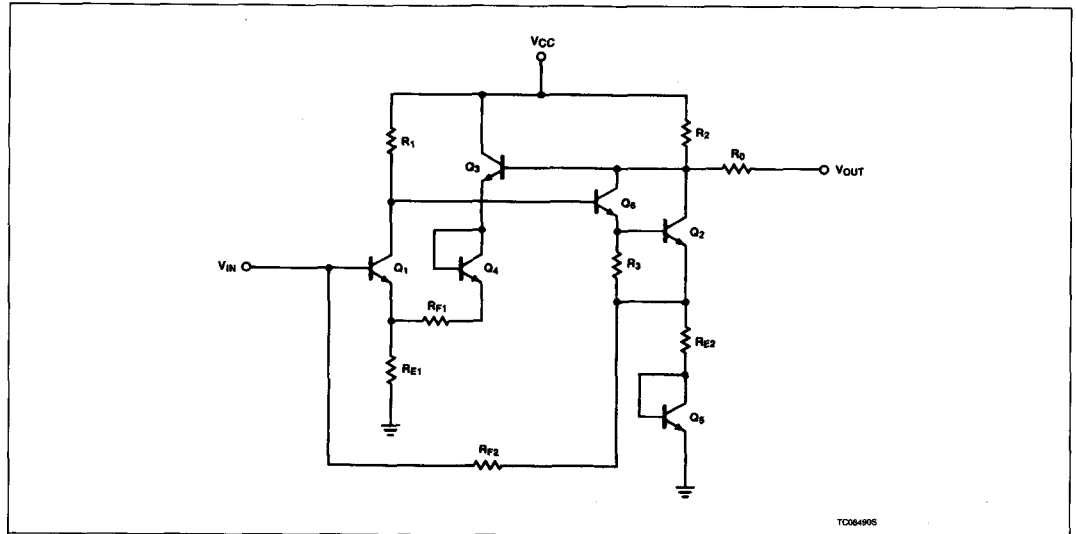 VCC
R1
R2
R0
VOUT
Q3
Q6
Q2
VIN
Q1
Q4
R3
RF1
RE1
RE2
Q5
RF2
TC08490S